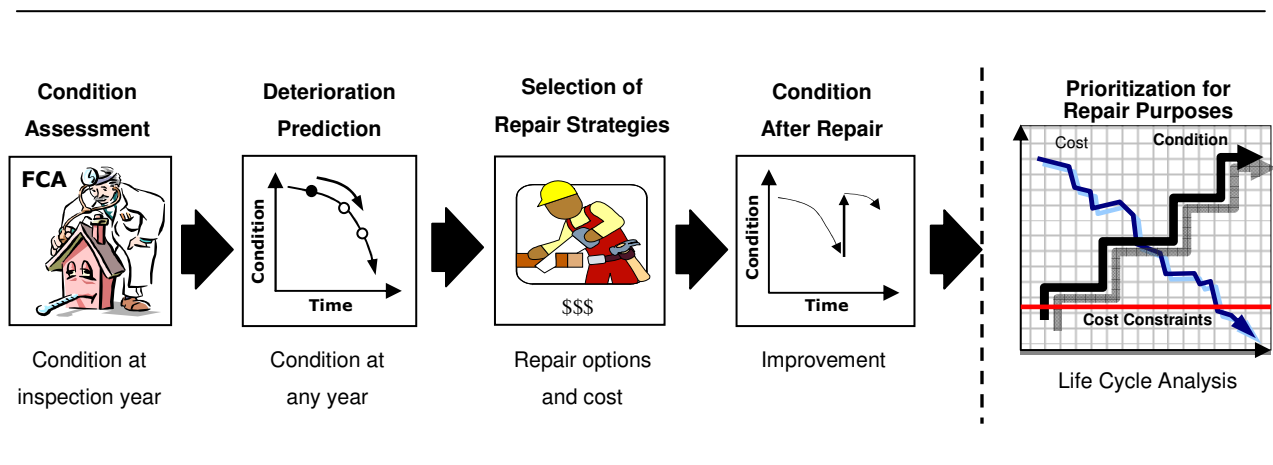 Condition
Assessment
FCA
Condition at
inspection year
Deterioration
Prediction
Condition
Time
Condition at
any year
Selection of
Repair Strategies
$$$
Repair options
and cost
Condition
After Repair
Condition
Time
Improvement
Prioritization for
Repair Purposes
Cost
Condition
Cost Constraints
Life Cycle Analysis